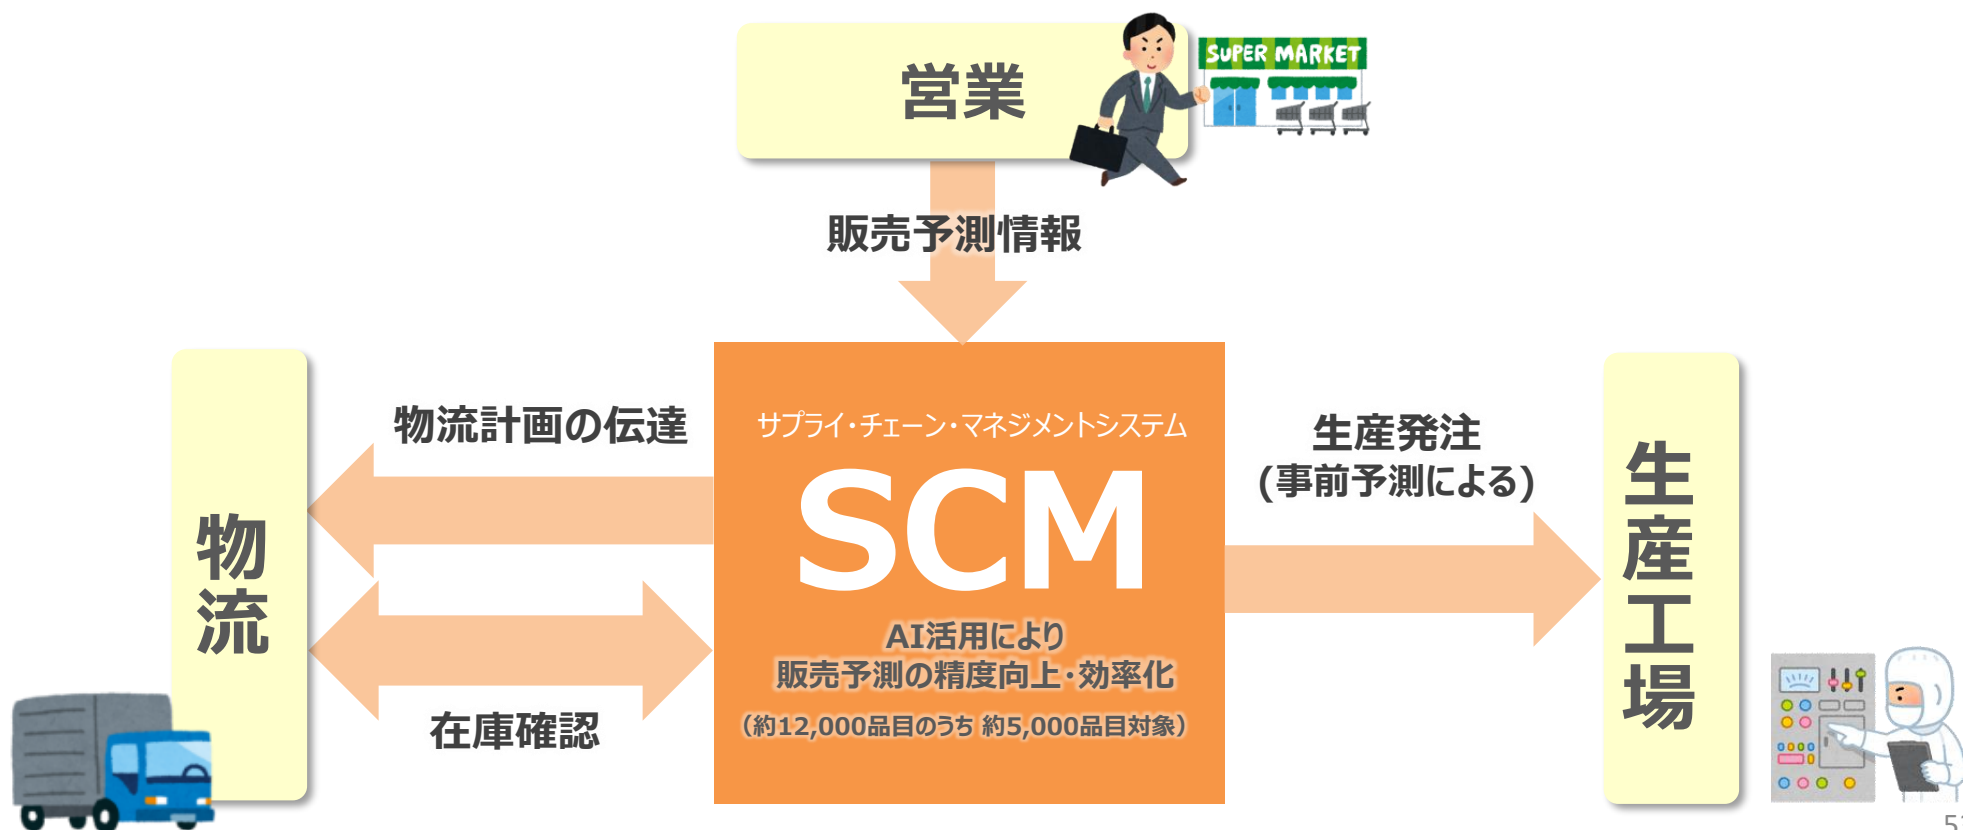 営業
SUPER MARKET
販売予測情報
物流計画の伝達
物流
在庫確認
サプライ・チェーン・マネジメントシステム
SCM
AI活用により
販売予測の精度向上・効率化
（約12,000品目のうち 約5,000品目対象）
生産発注
(事前予測による)
生産工場